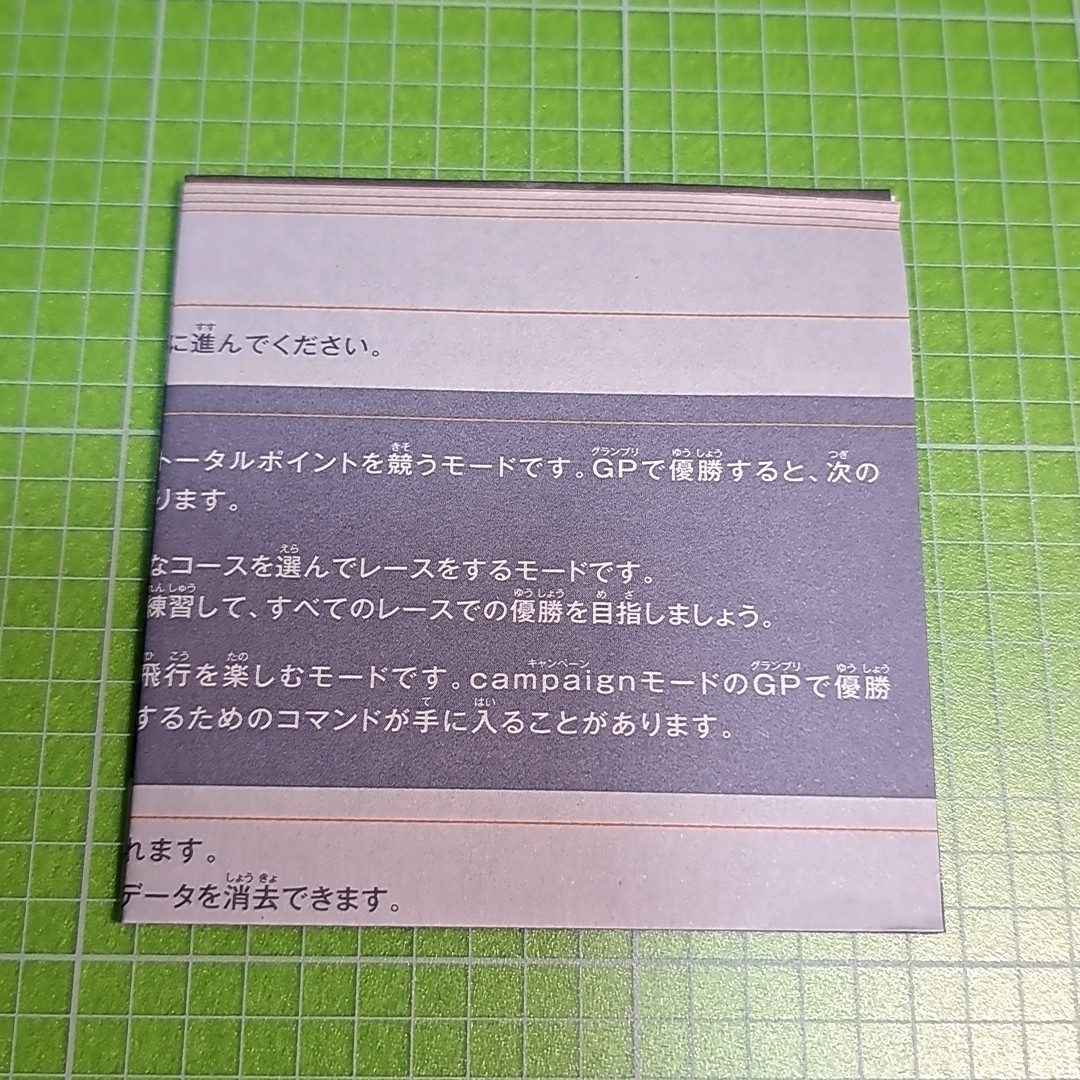 に進んでください。
トータルポイントを競うモードです。GPで優勝すると、次の
ります。
なコースを選んでレースをするモードです。
練習して、すべてのレースでの優勝を目指しましょう。
飛行を楽しむモードです。campaignモードのGPで優勝
するためのコマンドが手に入ることがあります。
れます。
データを消去できます。